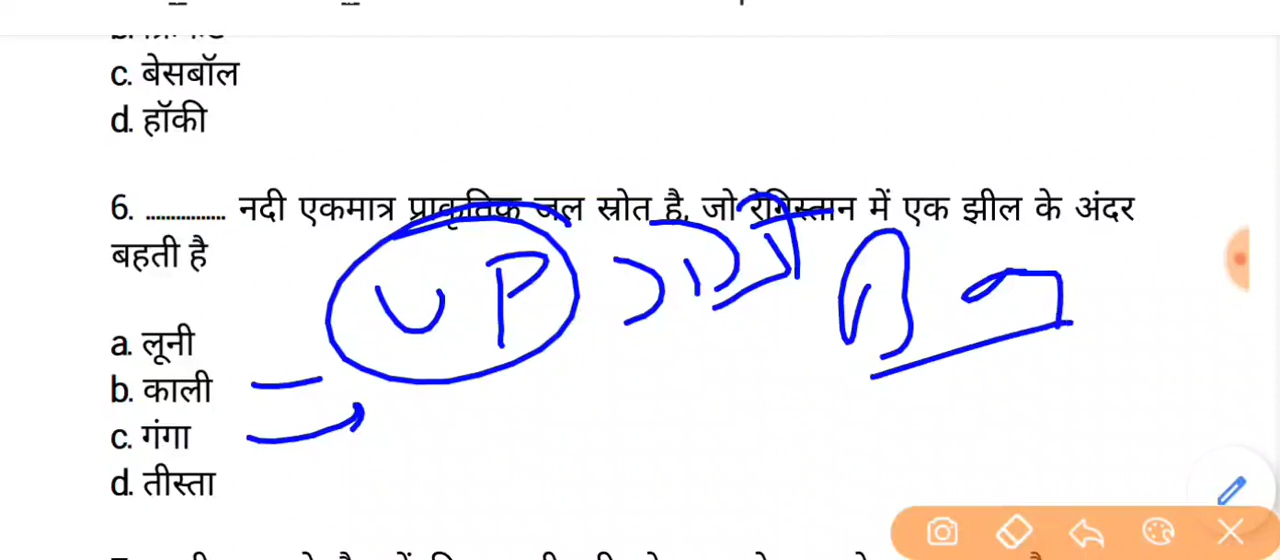 c. बेसबॉल
d. हॉकी
6. ................ नदी एकमात्र प्राकृतिक जल स्रोत है, जो रेगिस्तान में एक झील के अंदर
बहती है
UP
a. लूनी
b. काली
c. गंगा
d. तीस्ता